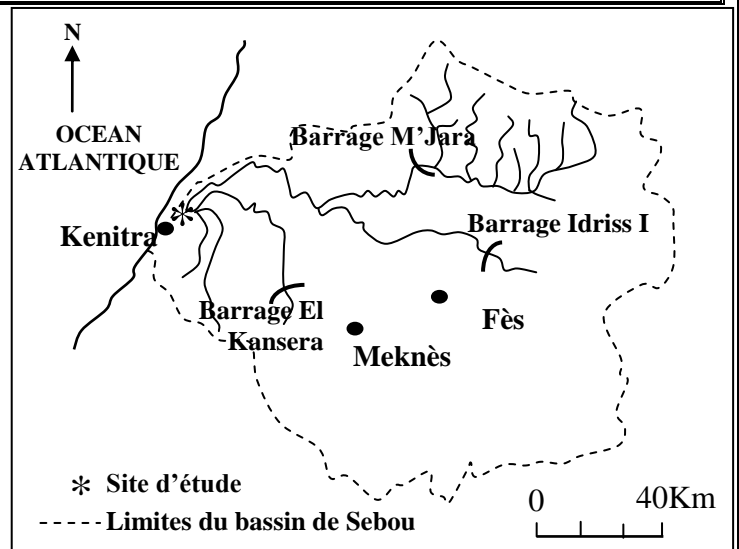 N
OCEAN
ATLANTIQUE
Barrage M'Jara
Kenitra
Barrage Idriss I
Barrage El
Kansera
Fès
Meknès
Site d'étude
0 40Km
Limites du bassin de Sebou